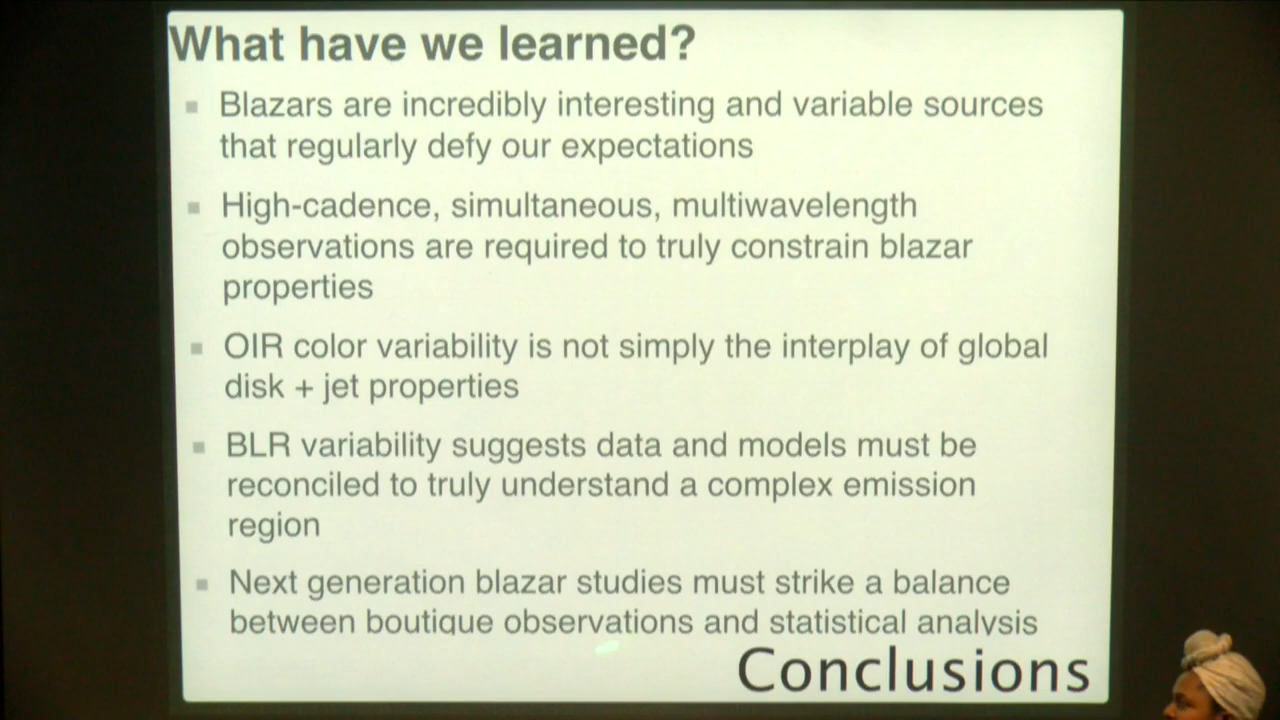 What have we learned?
Blazars are incredibly interesting and variable sources
that regularly defy our expectations
High-cadence, simultaneous, multiwavelength
observations are required to truly constrain blazar
properties
OIR color variability is not simply the interplay of global
disk + jet properties
BLR variability suggests data and models must be
reconciled to truly understand a complex emission
region
Next generation blazar studies must strike a balance
between boutique observations and statistical analysis
Conclusions